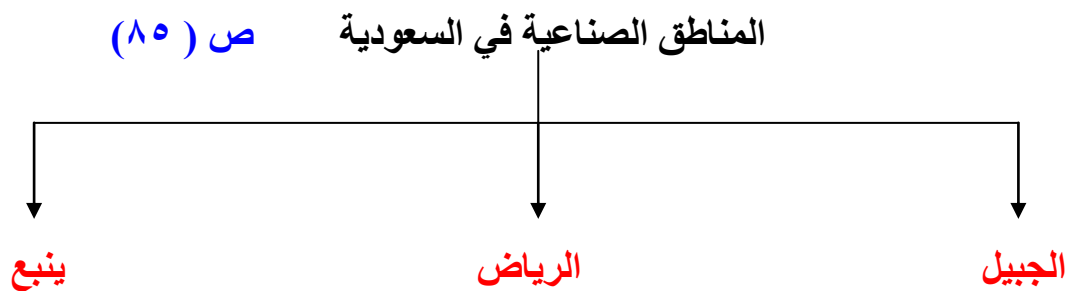 المناطق الصناعية في السعودية ص ( ٨٥)
الجبيل الرياض ينبع